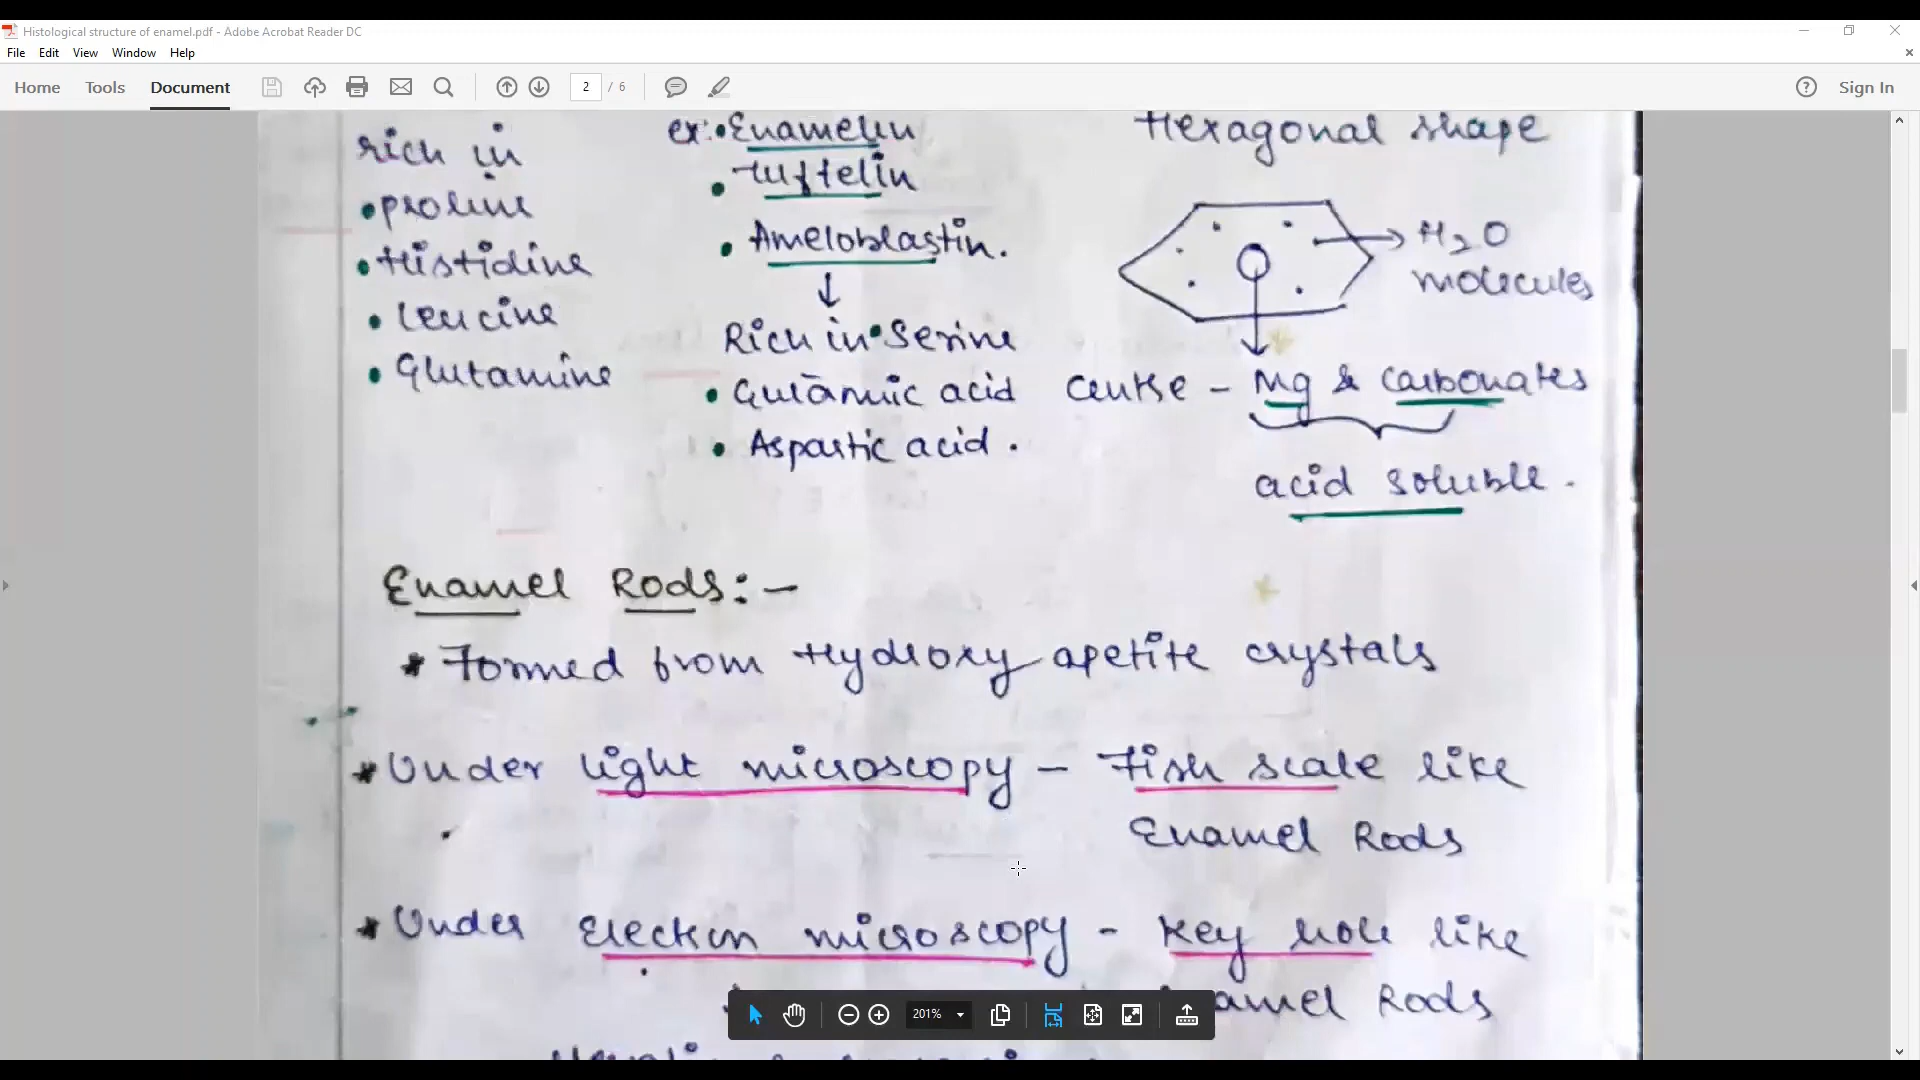 Histological structure of enamel.pdf - Adobe Acrobat Reader DC
File Edit View Window Help
Home Tools Document 2 / 6 Sign In
rich in
• proline
• Histidine
• Leucine
• Glutamine
ex: • Enamelin
• tuftelin
• Ameloblastin.
↓
Rich in • Serine
• Gutamic acid
• Aspartic acid .
Hexagonal shape
→ H2O
molecules
centre - Mg & Carbonates
acid soluble .
Enamel Rods : -
* Formed from Hydroxy apetite crystals
* Under light microscopy - Fish scale like
Enamel Rods
* Under Electron microscopy - Key hole like
amel Rods
201%